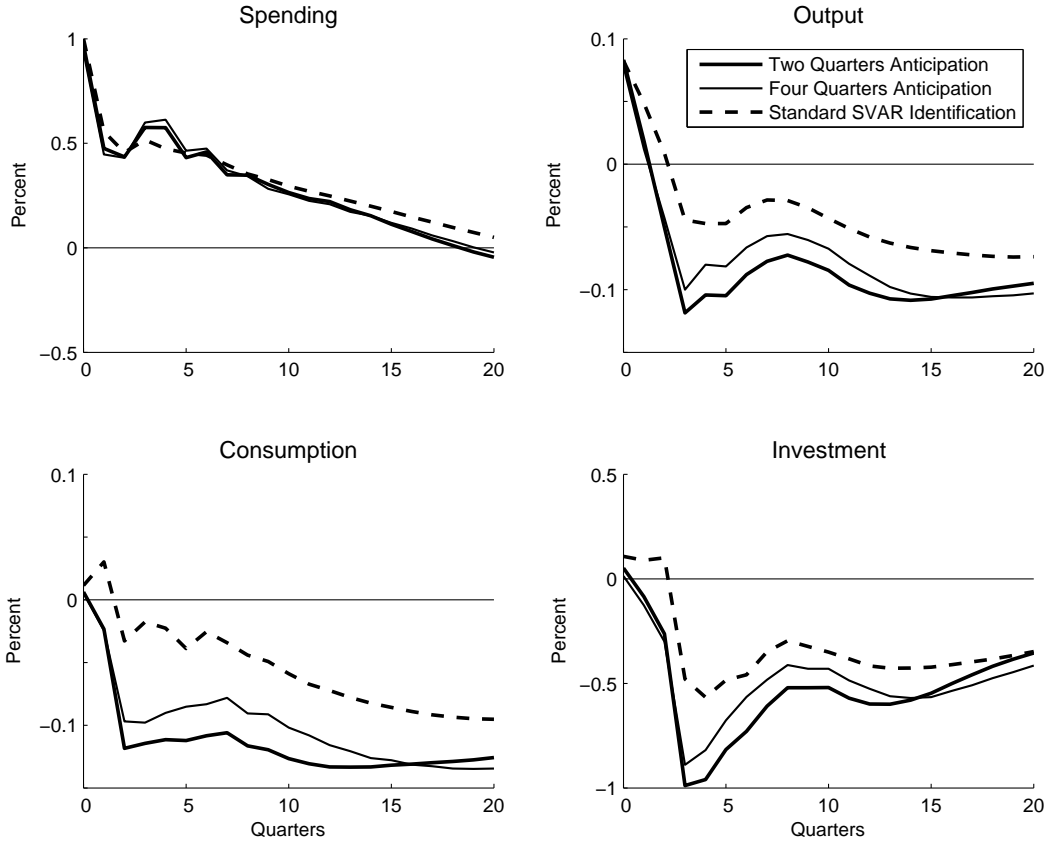 Spending
Percent
1
0.5
0
−0.5
0 5 10 15 20
Output
Percent
0.1
0
−0.1
0 5 10 15 20
Two Quarters Anticipation
Four Quarters Anticipation
Standard SVAR Identification
Consumption
Percent
0.1
0
−0.1
0 5 10 15 20
Quarters
Investment
Percent
0.5
0
−0.5
−1
0 5 10 15 20
Quarters